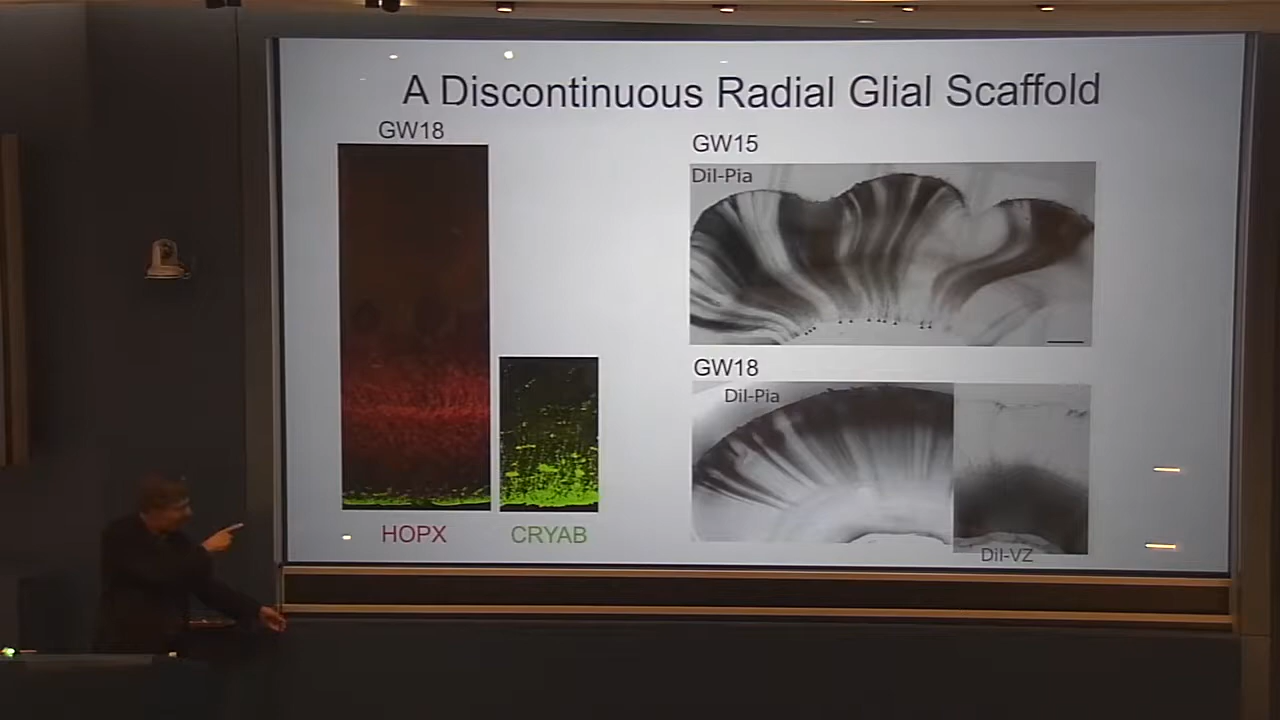 A Discontinuous Radial Glial Scaffold
GW18
HOPX
CRYAB
GW15
DiI-Pia
GW18
DiI-Pia
DiI-VZ